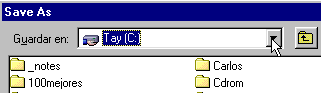 Save As
Guardar en: Tay (C:
_notes Carlos
100mejores Cdrom